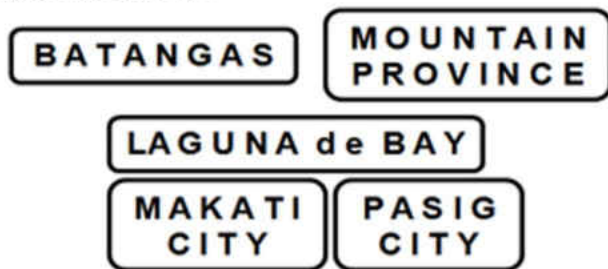 BATANGAS
MOUNTAIN
PROVINCE
LAGUNA de BAY
MAKATI
CITY
PASIG
CITY